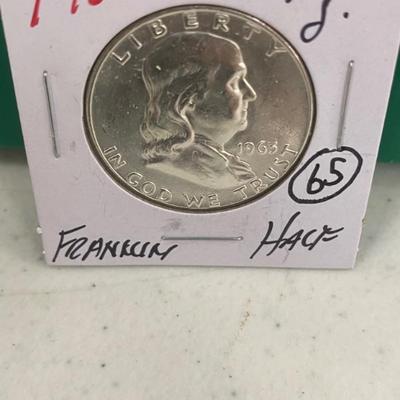 LIBERTY
1963
IN GOD WE TRUST
65
FRANKLIN HALF